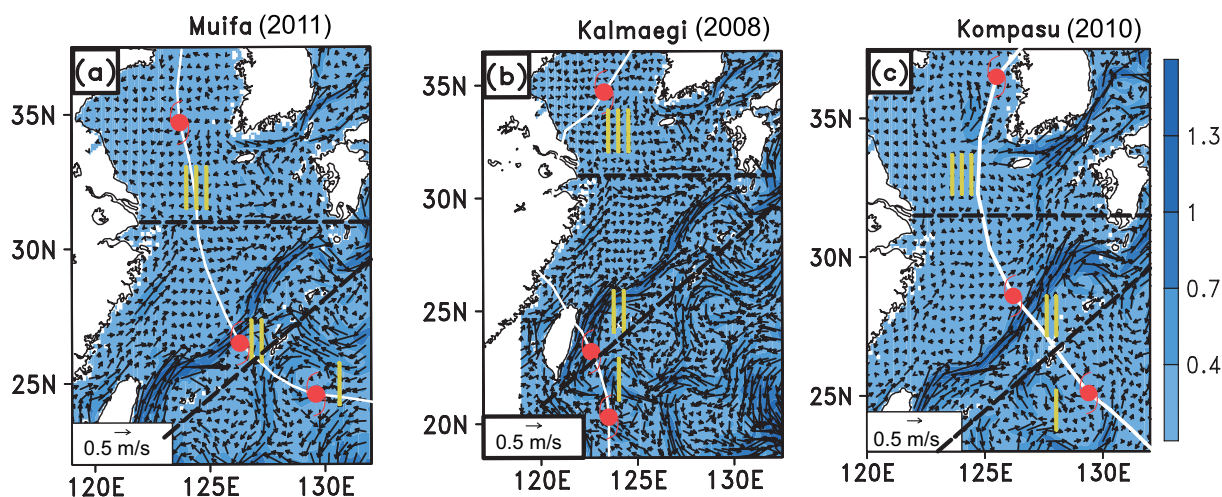 Muifa (2011)
Kalmaegi (2008)
Kompasu (2010)
(a)
(b)
(c)
35N
30N
25N
0.5 m/s
120E
125E
130E
35N
30N
25N
20N
0.5 m/s
120E
125E
130E
35N
30N
25N
0.5 m/s
120E
125E
130E
1.3
1
0.7
0.4